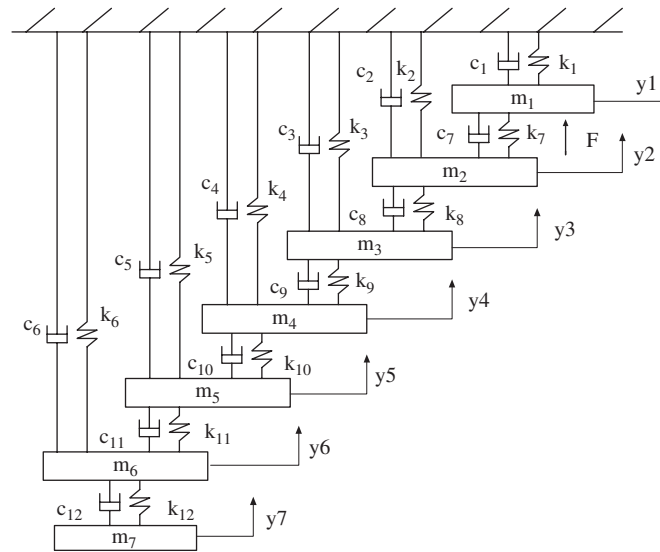 c₁ k₁ y1
c₂ k₂ m₁
c₃ k₃ c₇ k₇ F y2
c₄ k₄ m₂
c₈ k₈ y3
c₅ k₅ m₃
c₉ k₉ y4
c₆ k₆ m₄
c₁₀ k₁₀ y5
m₅
c₁₁ k₁₁ y6
m₆
c₁₂ k₁₂ y7
m₇